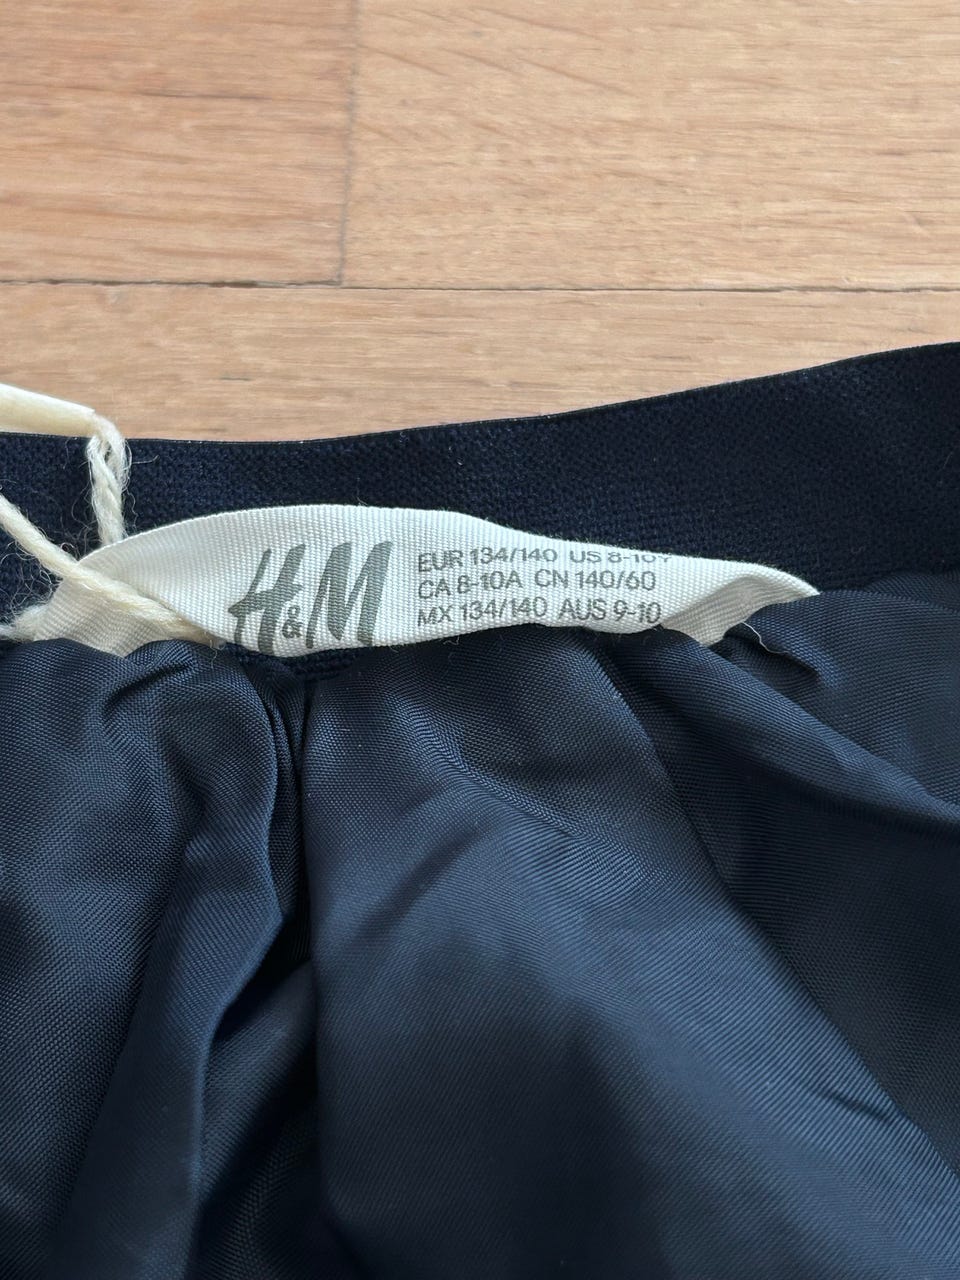 H&M
EUR 134/140 US 8-10Y
CA 8-10A CN 140/60
MX 134/140 AUS 9-10